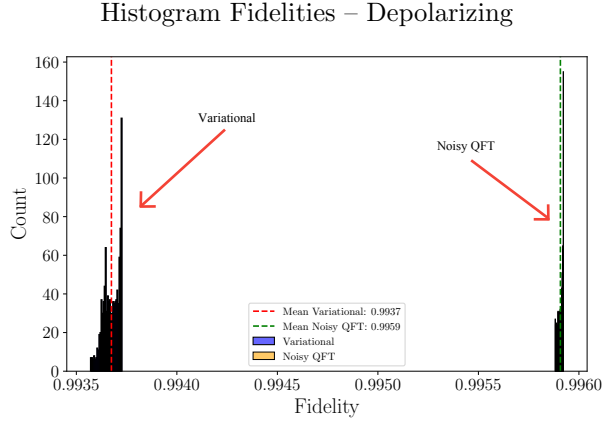 Histogram Fidelities – Depolarizing
160
140
120
100
80
60
40
20
0
Count
Variational
Noisy QFT
Mean Variational: 0.9937
Mean Noisy QFT: 0.9959
Variational
Noisy QFT
0.9935 0.9940 0.9945 0.9950 0.9955 0.9960
Fidelity